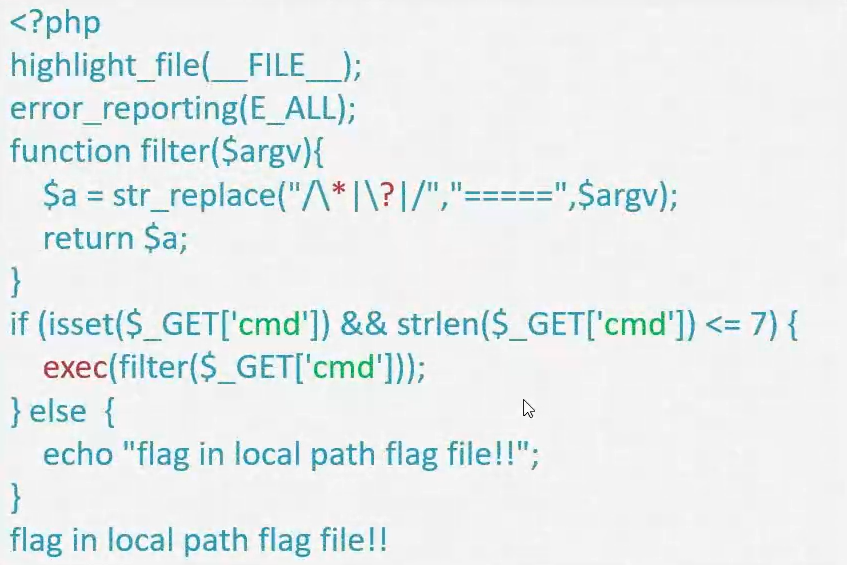 <?php
highlight_file(__FILE__);
error_reporting(E_ALL);
function filter($argv){
    $a = str_replace("/\*|\?|/","=====",$argv);
    return $a;
}
if (isset($_GET['cmd']) && strlen($_GET['cmd']) <= 7) {
    exec(filter($_GET['cmd']));
} else  {
    echo "flag in local path flag file!!";
}
flag in local path flag file!!